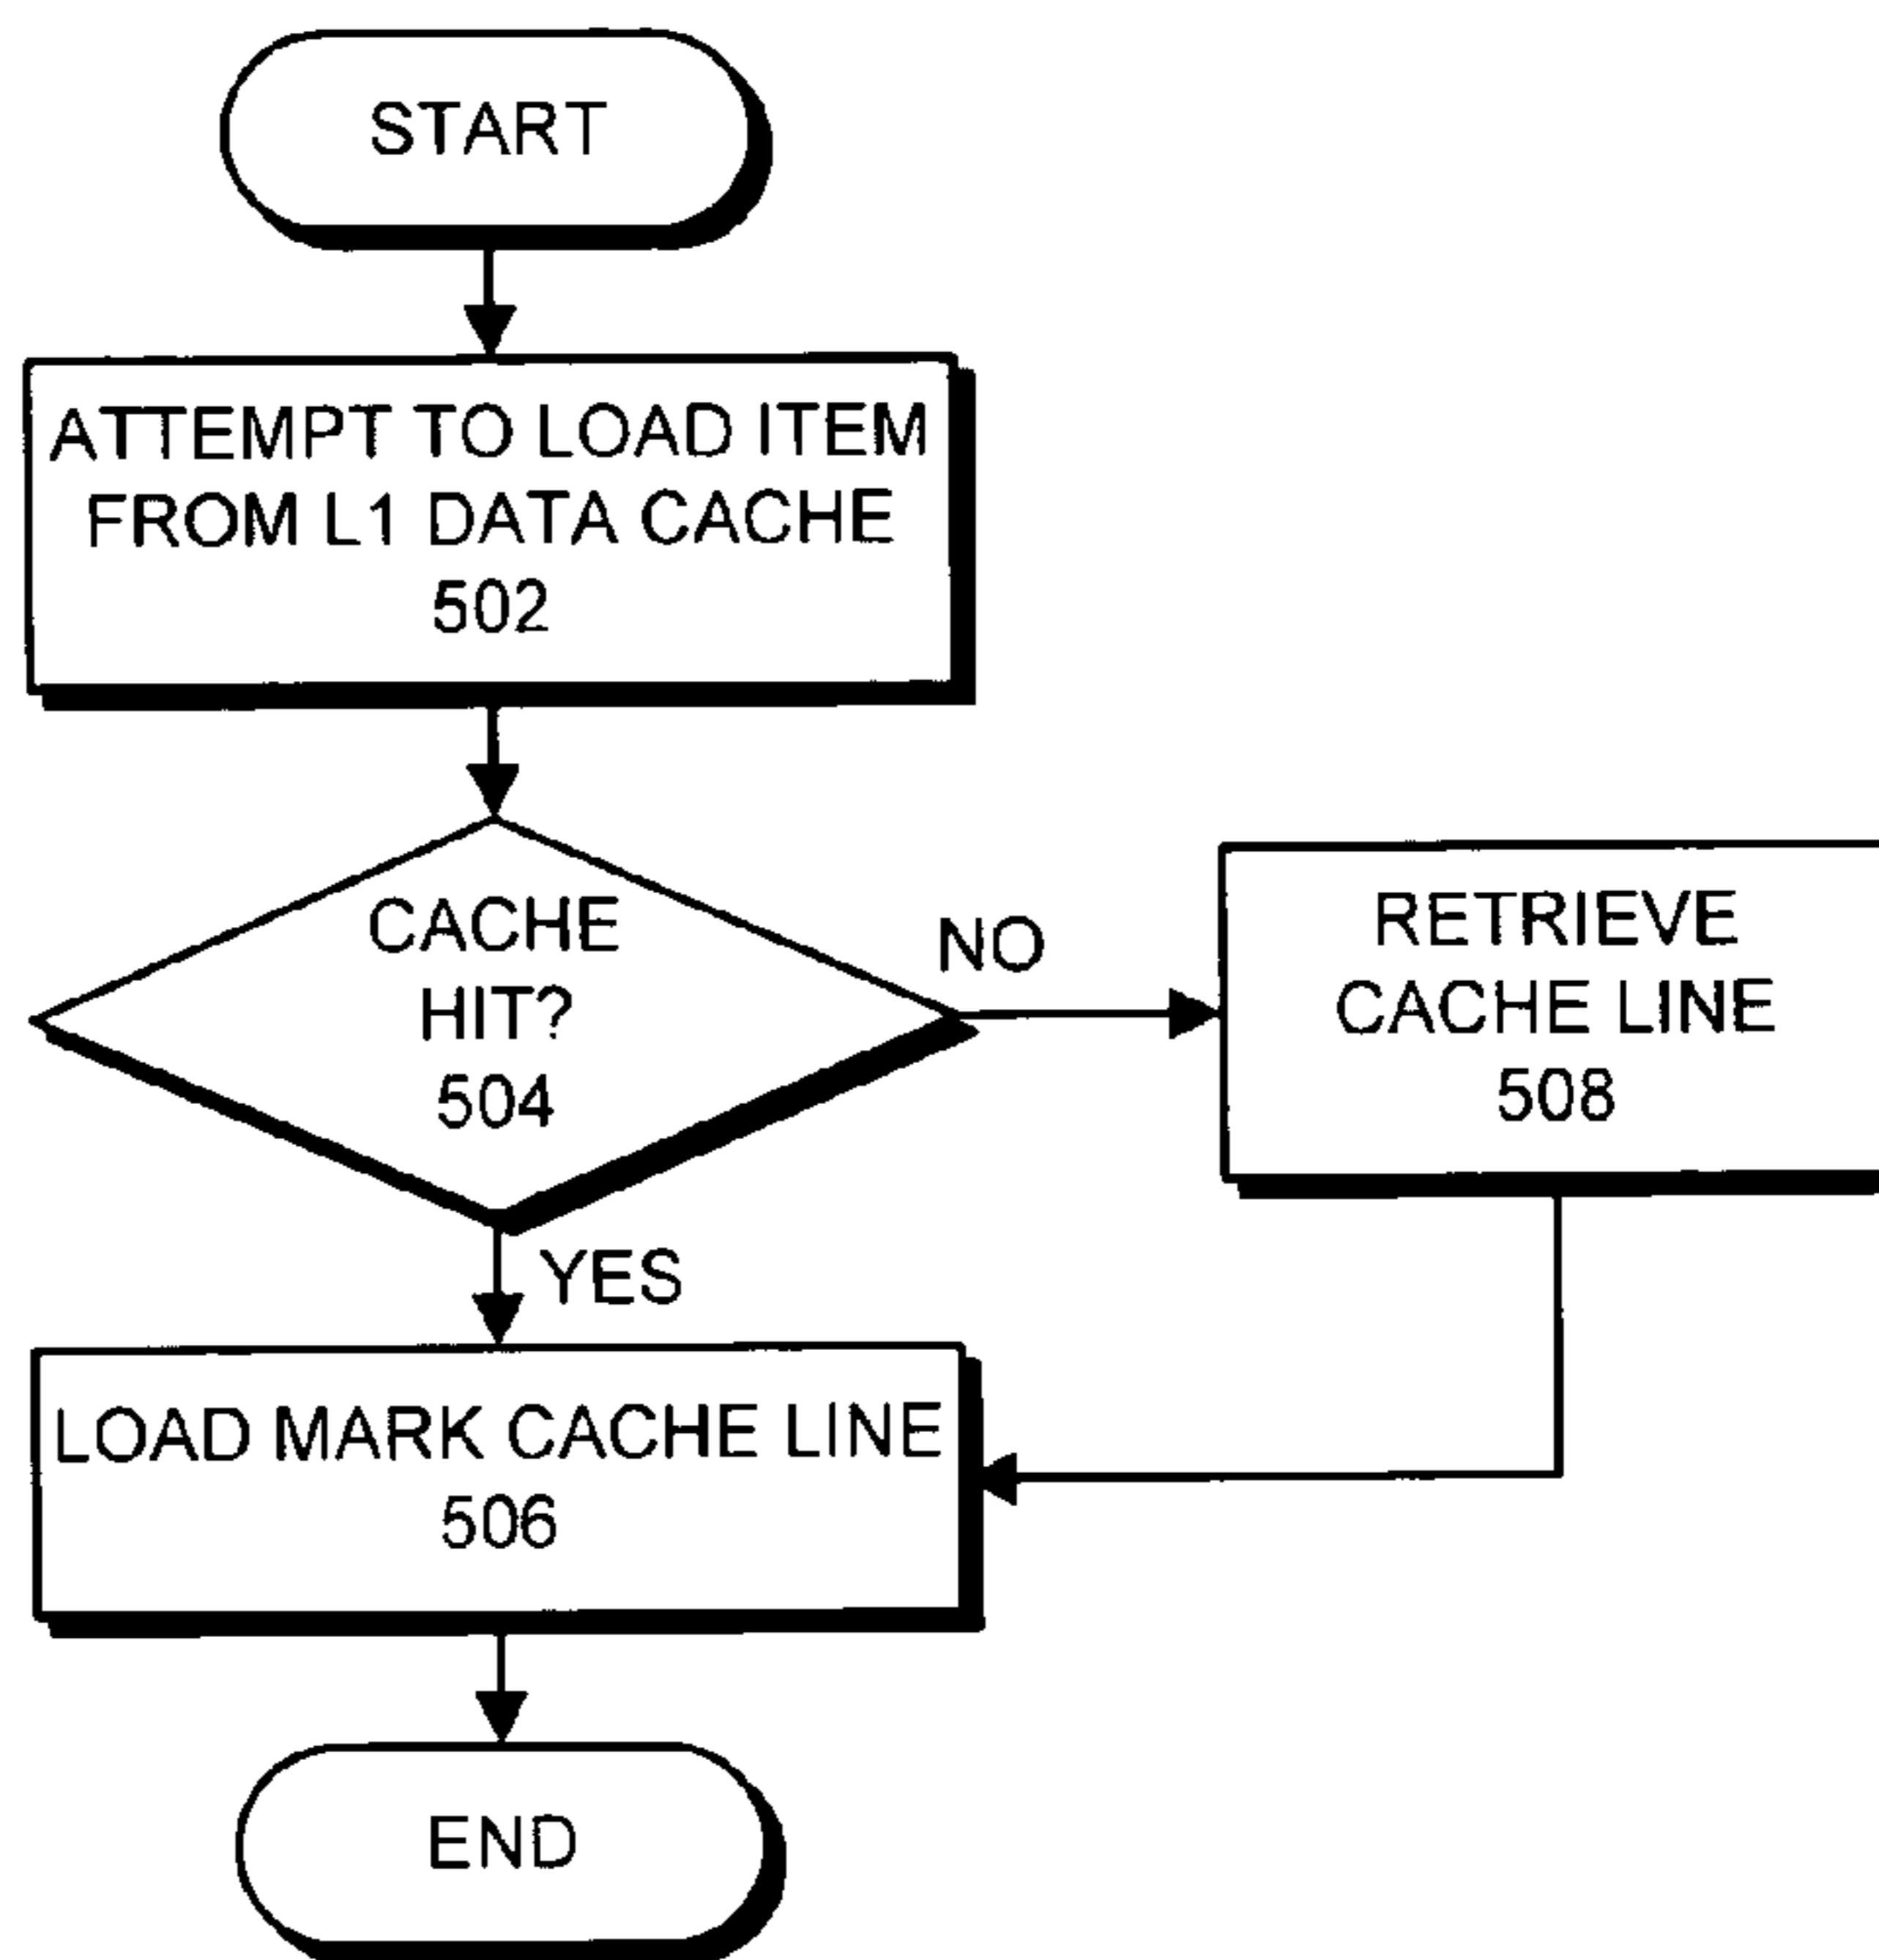 START
ATTEMPT TO LOAD ITEM
FROM L1 DATA CACHE
502
CACHE
HIT?
504
NO
RETRIEVE
CACHE LINE
508
YES
LOAD MARK CACHE LINE
506
END